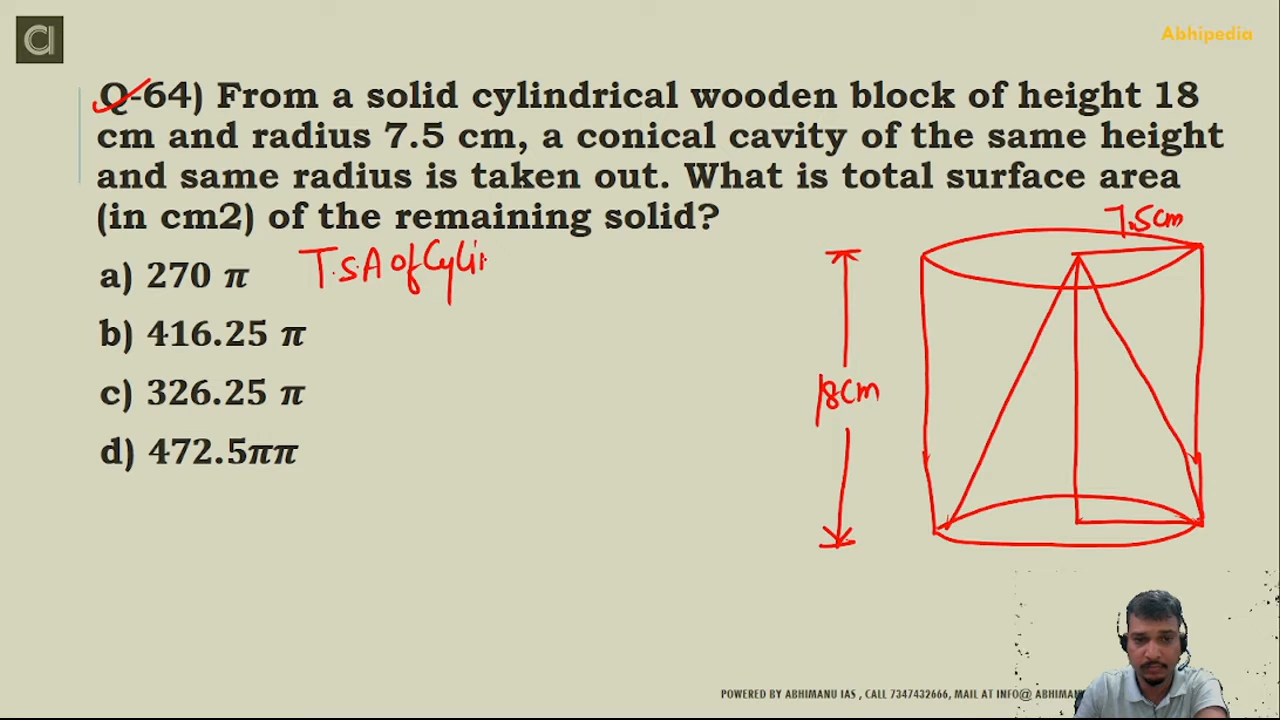 CI
Abhipedia
Q-64) From a solid cylindrical wooden block of height 18
cm and radius 7.5 cm, a conical cavity of the same height
and same radius is taken out. What is total surface area
(in cm2) of the remaining solid?
7.5cm
a) 270 π
T.S.A of Cyli
b) 416.25 π
18cm
c) 326.25 π
d) 472.5ππ
POWERED BY ABHIMANU IAS , CALL 7347432666, MAIL AT INFO@ ABHIMAN